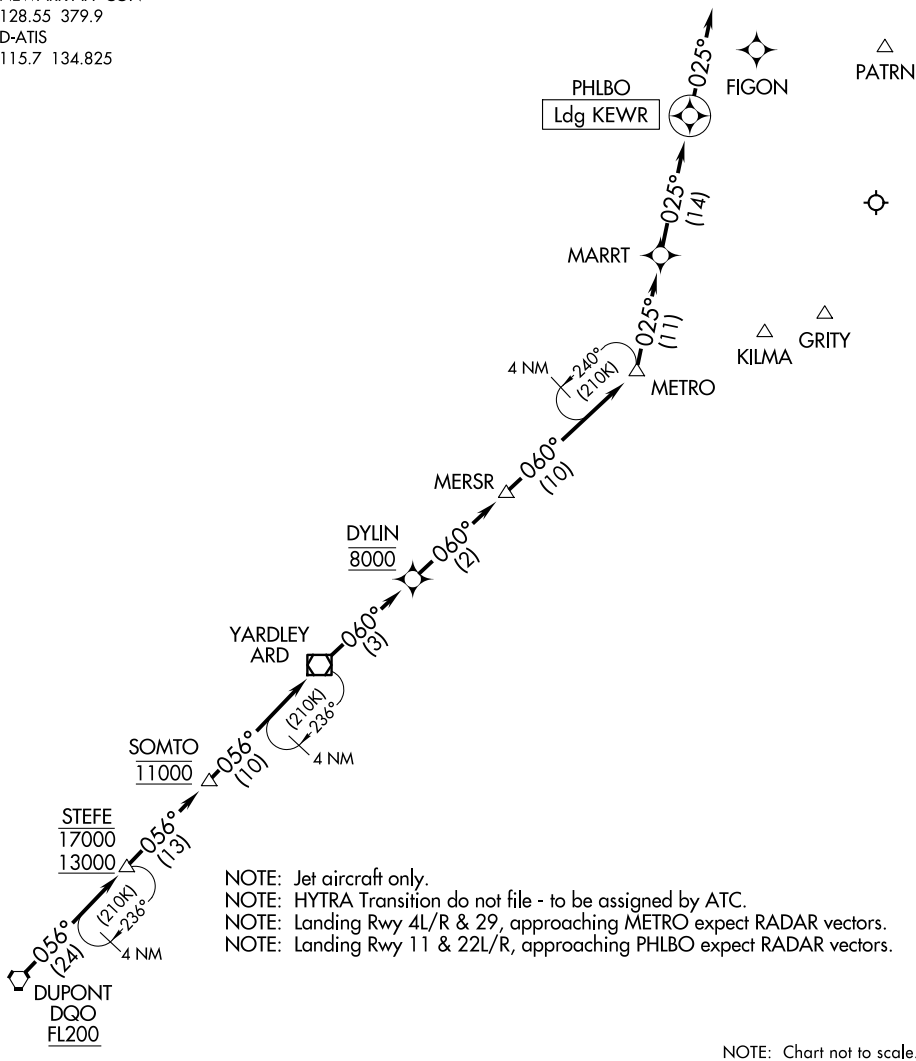 128.55 379.9
D-ATIS
115.7 134.825
025°
FIGON
PATRN
PHLBO
Ldg KEWR
025°
(14)
MARRT
025°
(11)
KILMA
GRITY
4 NM
240°
(210K)
METRO
060°
(10)
MERSR
DYLIN
8000
060°
(2)
YARDLEY
ARD
060°
(3)
(210K)
236°
4 NM
SOMTO
11000
056°
(10)
STEFE
17000
13000
056°
(13)
(210K)
236°
4 NM
056°
(24)
DUPONT
DQO
FL200
NOTE: Jet aircraft only.
NOTE: HYTRA Transition do not file - to be assigned by ATC.
NOTE: Landing Rwy 4L/R & 29, approaching METRO expect RADAR vectors.
NOTE: Landing Rwy 11 & 22L/R, approaching PHLBO expect RADAR vectors.
NOTE: Chart not to scale.